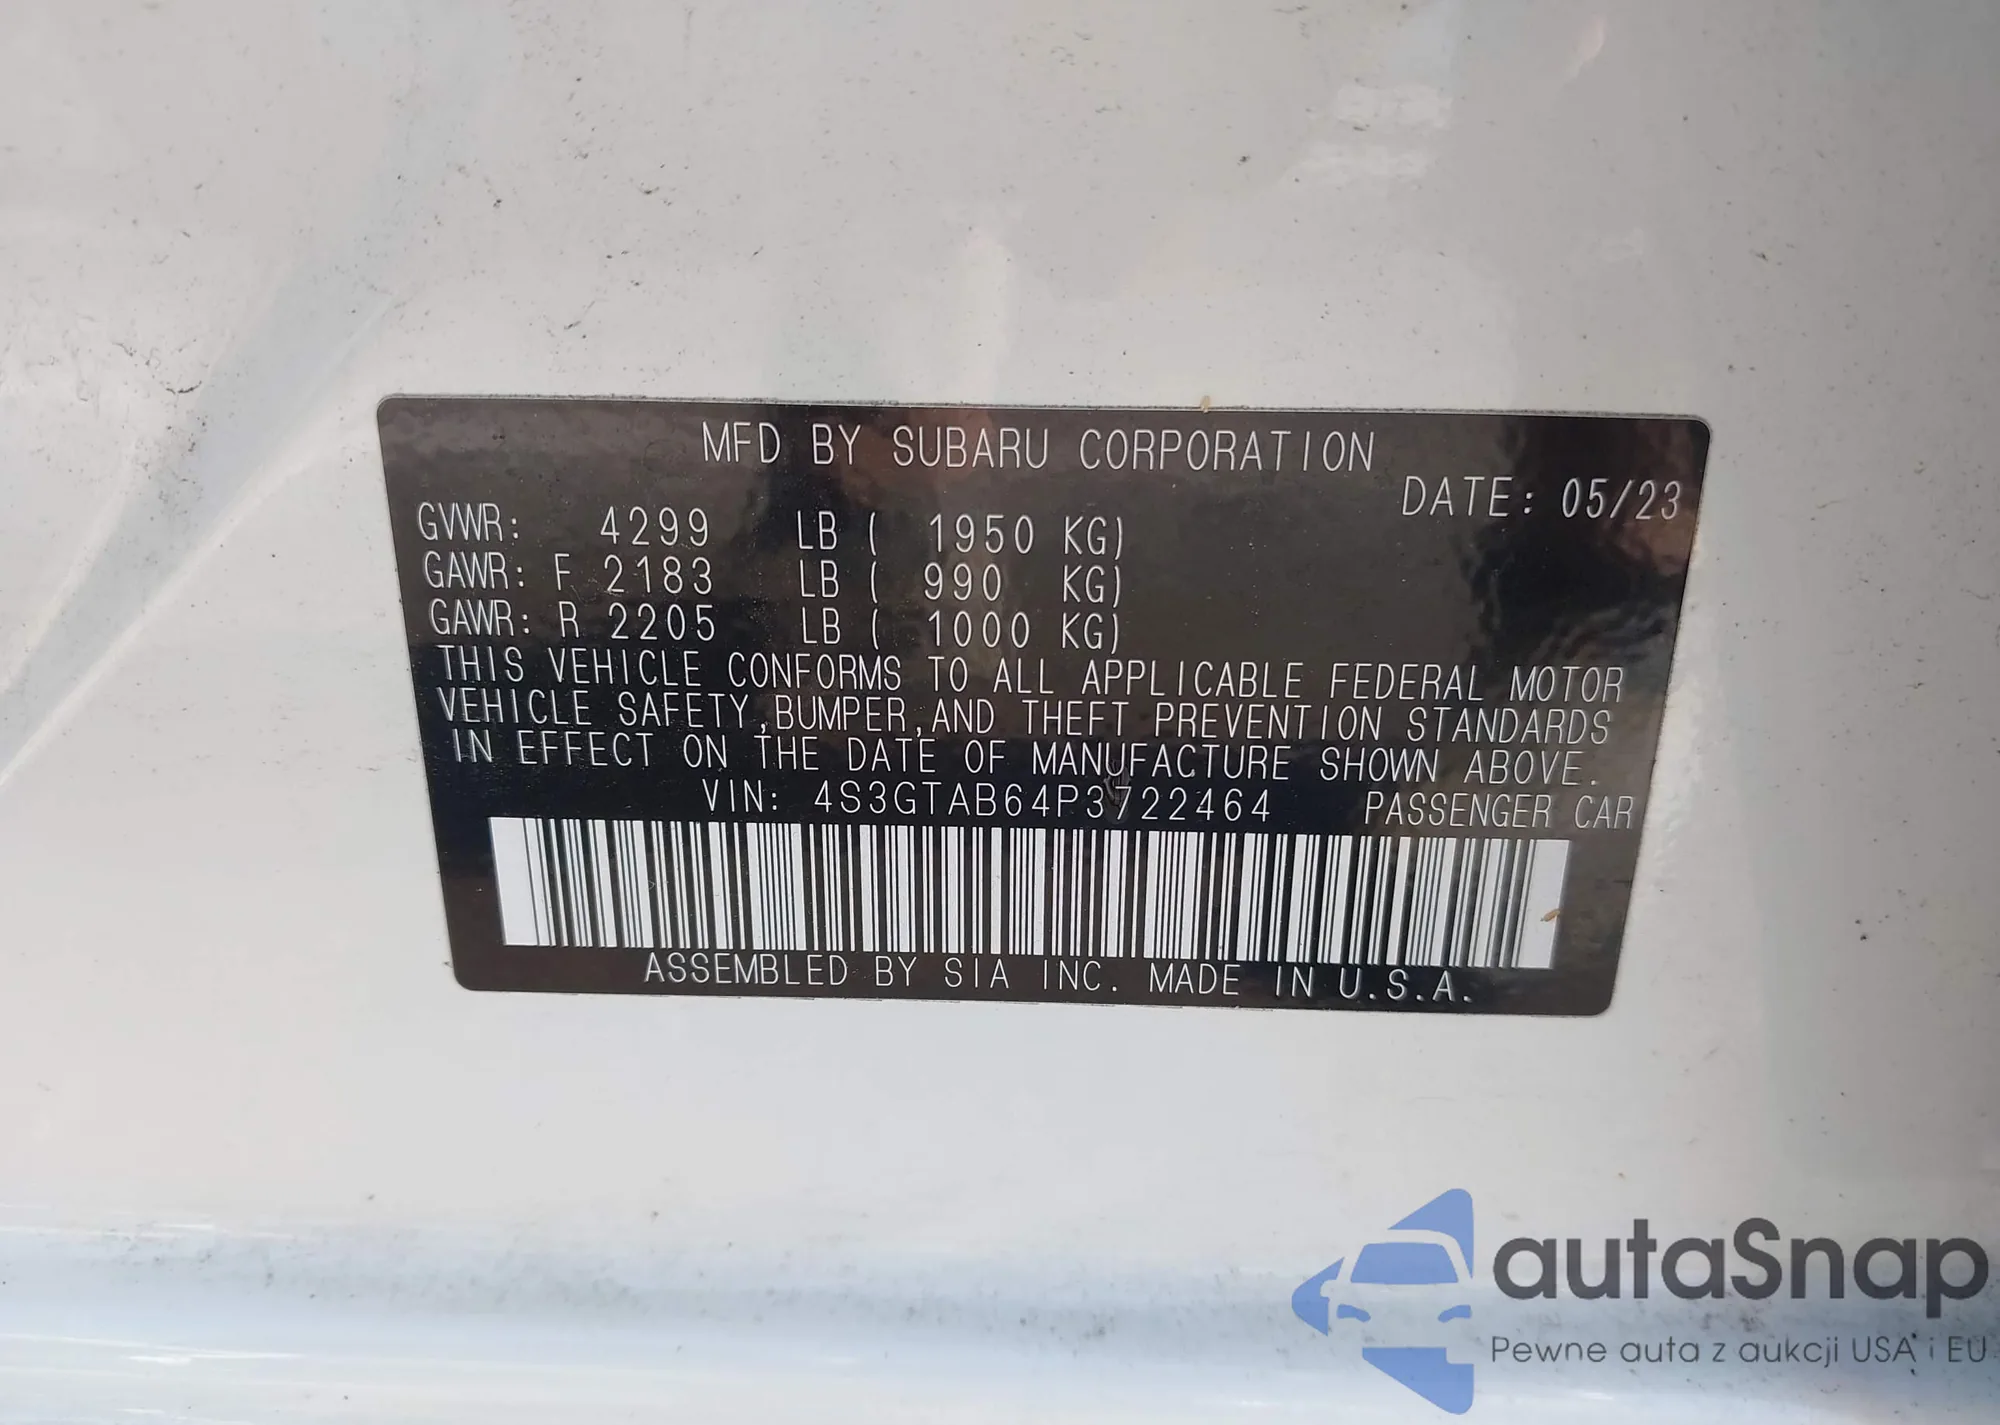 MFD BY SUBARU CORPORATION
DATE: 05/23
GVWR: 4299 LB ( 1950 KG)
GAWR: F 2183 LB ( 990 KG)
GAWR: R 2205 LB ( 1000 KG)
THIS VEHICLE CONFORMS TO ALL APPLICABLE FEDERAL MOTOR
VEHICLE SAFETY,BUMPER,AND THEFT PREVENTION STANDARDS
IN EFFECT ON THE DATE OF MANUFACTURE SHOWN ABOVE.
VIN: 4S3GTAB64P3722464 PASSENGER CAR
ASSEMBLED BY SIA INC. MADE IN U.S.A.
autaSnap
Pewne auta z aukcji USA i EU